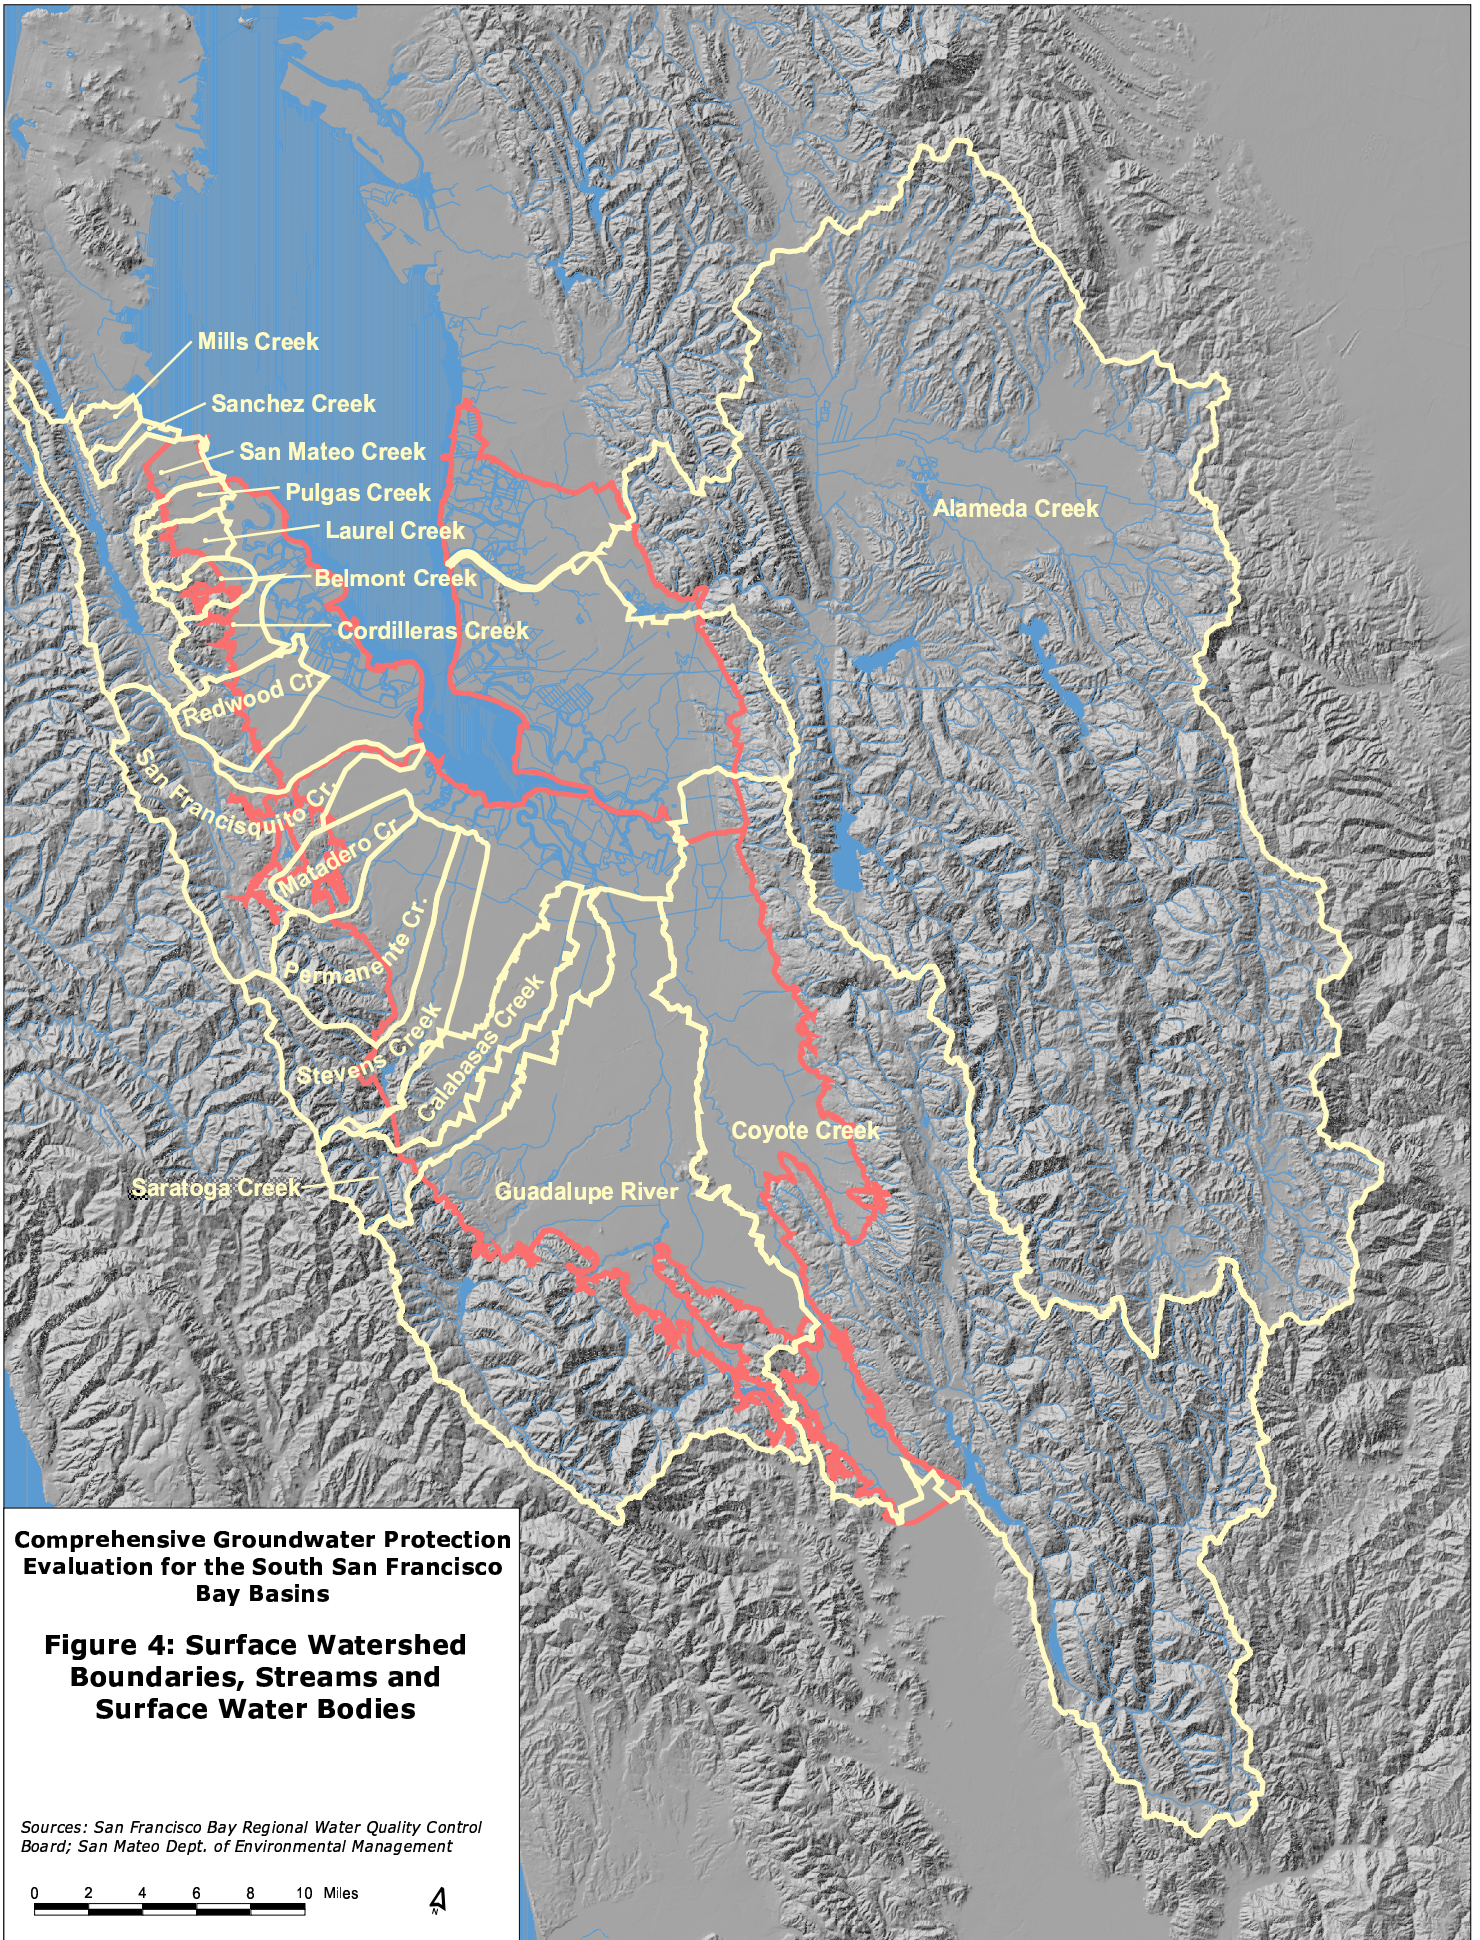 Mills Creek
Sanchez Creek
San Mateo Creek
Pulgas Creek
Laurel Creek
Alameda Creek
Belmont Creek
Cordilleras Creek
Redwood Cr.
San Francisquito Cr.
Matadero Cr.
Permanente Cr.
Stevens Creek
Calabasas Creek
Coyote Creek
Saratoga Creek
Guadalupe River
Comprehensive Groundwater Protection
Evaluation for the South San Francisco
Bay Basins
Figure 4: Surface Watershed
Boundaries, Streams and
Surface Water Bodies
Sources: San Francisco Bay Regional Water Quality Control
Board; San Mateo Dept. of Environmental Management
0 2 4 6 8 10 Miles
N